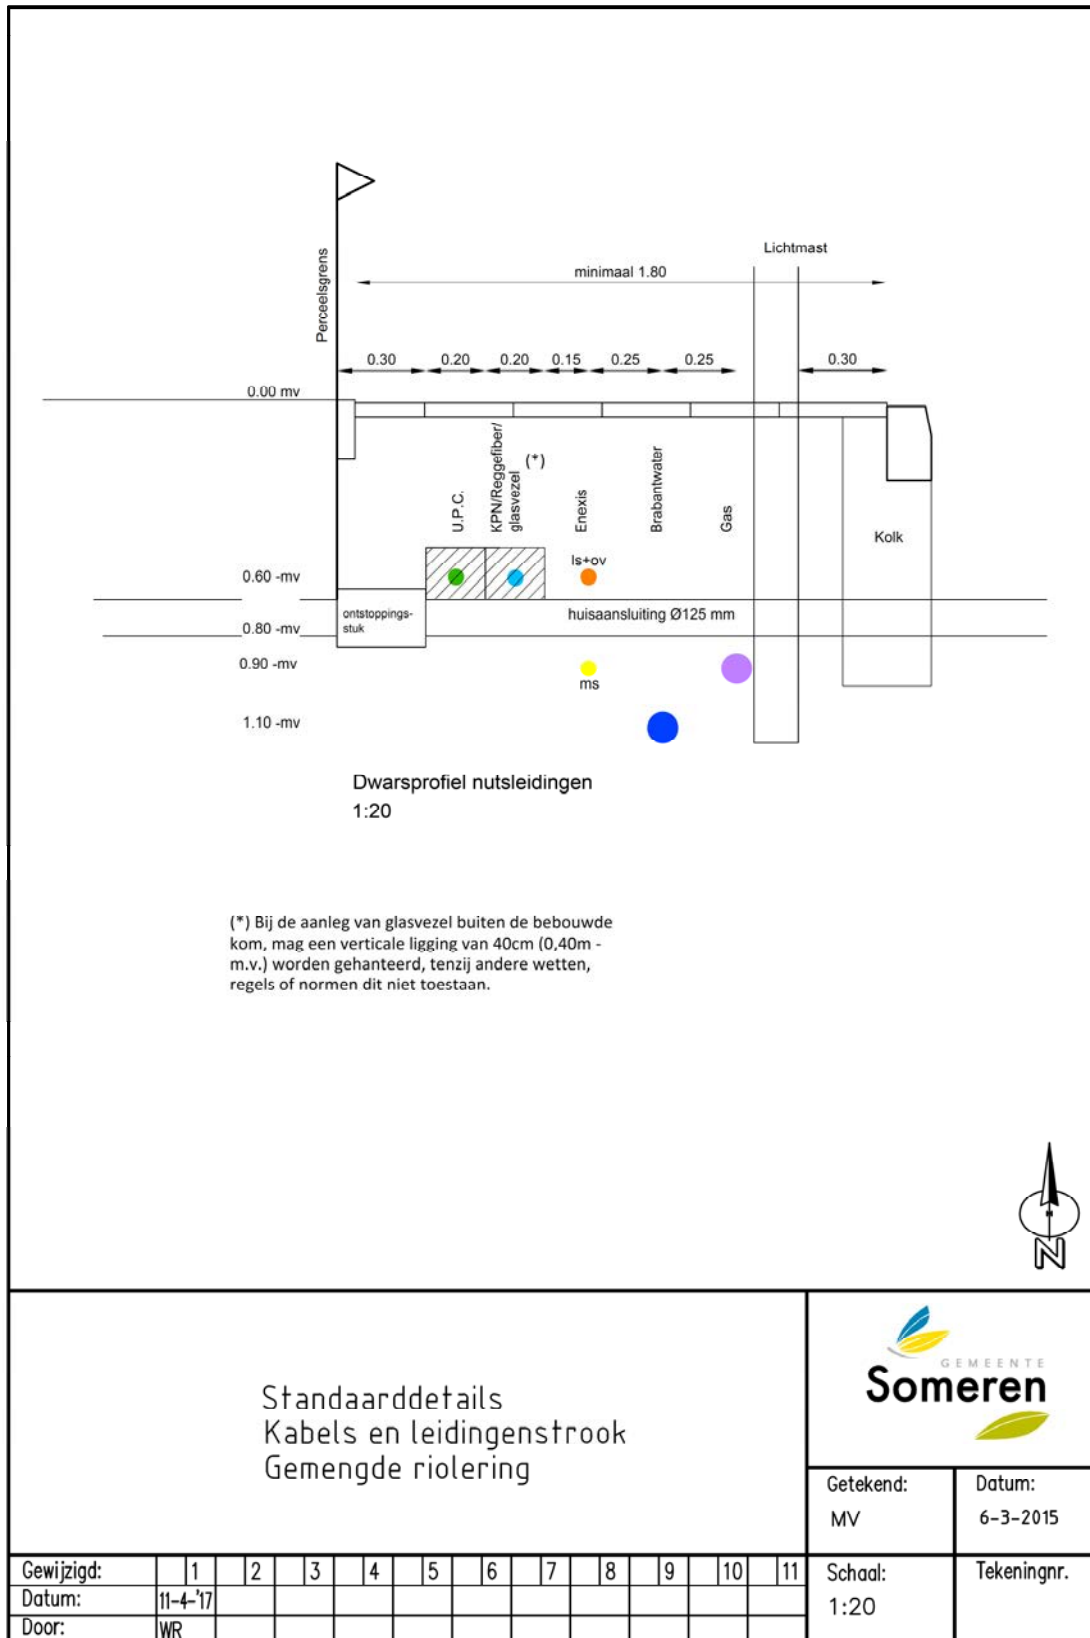 Lichtmast
minimaal 1.80
Perceelsgrens
0.30 0.20 0.20 0.15 0.25 0.25 0.30
0.00 mv
U.P.C.
KPN/Reggefiber/
glasvezel
(*)
Enexis
Brabantwater
Gas
Kolk
ls+ov
0.60 -mv
ontstoppings-
stuk
huisaansluiting Ø125 mm
0.80 -mv
0.90 -mv
ms
1.10 -mv
Dwarsprofiel nutsleidingen
1:20
(*) Bij de aanleg van glasvezel buiten de bebouwde
kom, mag een verticale ligging van 40cm (0,40m -
m.v.) worden gehanteerd, tenzij andere wetten,
regels of normen dit niet toestaan.
N
Standaarddetails
Kabels en leidingenstrook
Gemengde riolering
GEMEENTE
Someren
Getekend:
MV
Datum:
6-3-2015
Gewijzigd: 1 2 3 4 5 6 7 8 9 10 11
Datum: 11-4-'17
Door: WR
Schaal:
1:20
Tekeningnr.